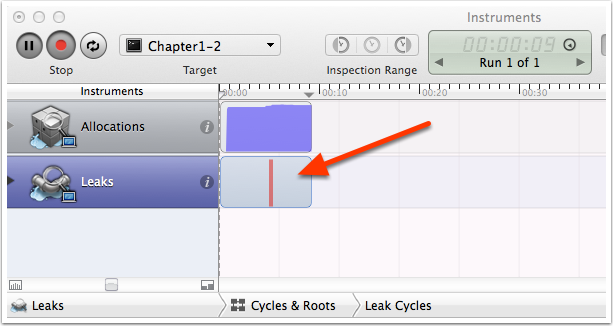 Instruments
Chapter1-2
00:00:09
Stop
Target
Inspection Range
Run 1 of 1
Instruments
00:00
00:10
00:20
00:30
Allocations
Leaks
Leaks
Cycles & Roots
Leak Cycles